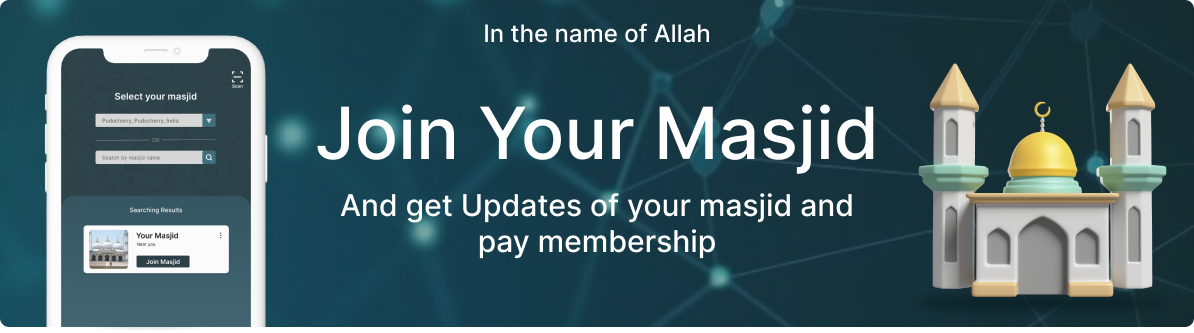 In the name of Allah
Join Your Masjid
And get Updates of your masjid and
pay membership
Scan
Select your masjid
Puducherry, Puducherry, India
OR
Search by masjid name
Searching Results
Your Masjid
Near you
Join Masjid